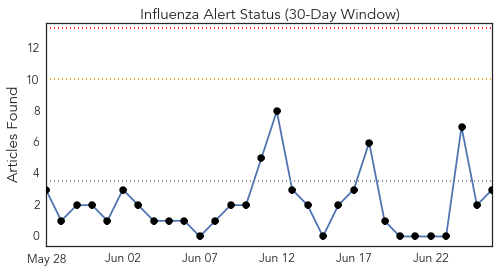 Influenza Alert Status (30-Day Window)
Articles Found
12
10
8
6
4
2
0
May 28 Jun 02 Jun 07 Jun 12 Jun 17 Jun 22